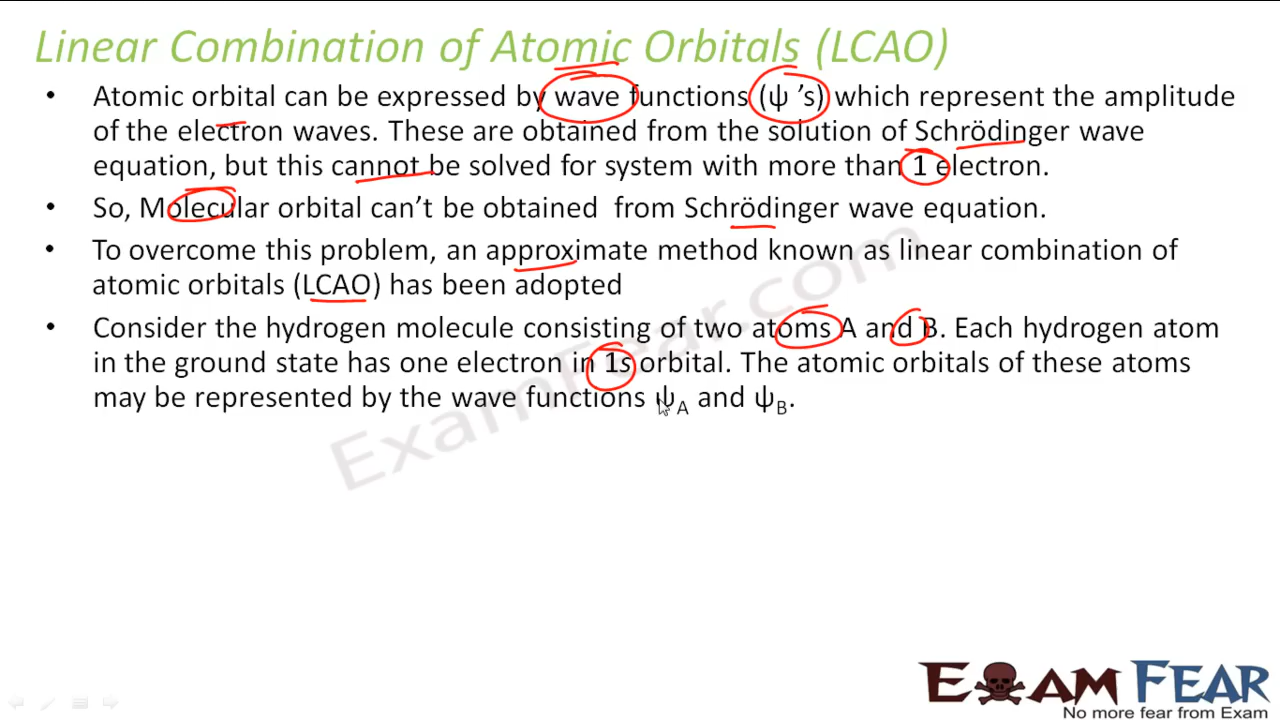 Linear Combination of Atomic Orbitals (LCAO)
• Atomic orbital can be expressed by wave functions (ψ 's) which represent the amplitude
of the electron waves. These are obtained from the solution of Schrödinger wave
equation, but this cannot be solved for system with more than 1 electron.
• So, Molecular orbital can't be obtained from Schrödinger wave equation.
• To overcome this problem, an approximate method known as linear combination of
atomic orbitals (LCAO) has been adopted
• Consider the hydrogen molecule consisting of two atoms A and B. Each hydrogen atom
in the ground state has one electron in 1s orbital. The atomic orbitals of these atoms
may be represented by the wave functions ψA and ψB.
ExamFear.com
EXAM FEAR
No more fear from Exam